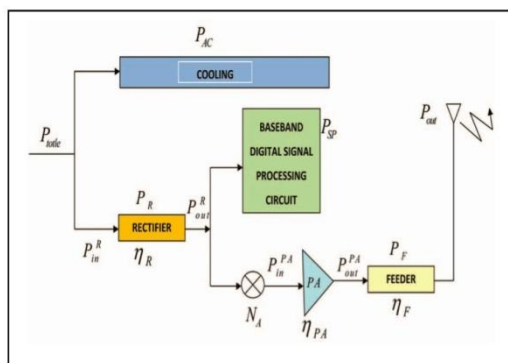 P_AC
COOLING
P_totle
BASEBAND
DIGITAL SIGNAL
PROCESSING
CIRCUIT
P_SP
P_out
P_R
P_out^R
RECTIFIER
P_in^R
η_R
P_in^PA
P_out^PA
P_F
PA
FEEDER
N_A
η_PA
η_F